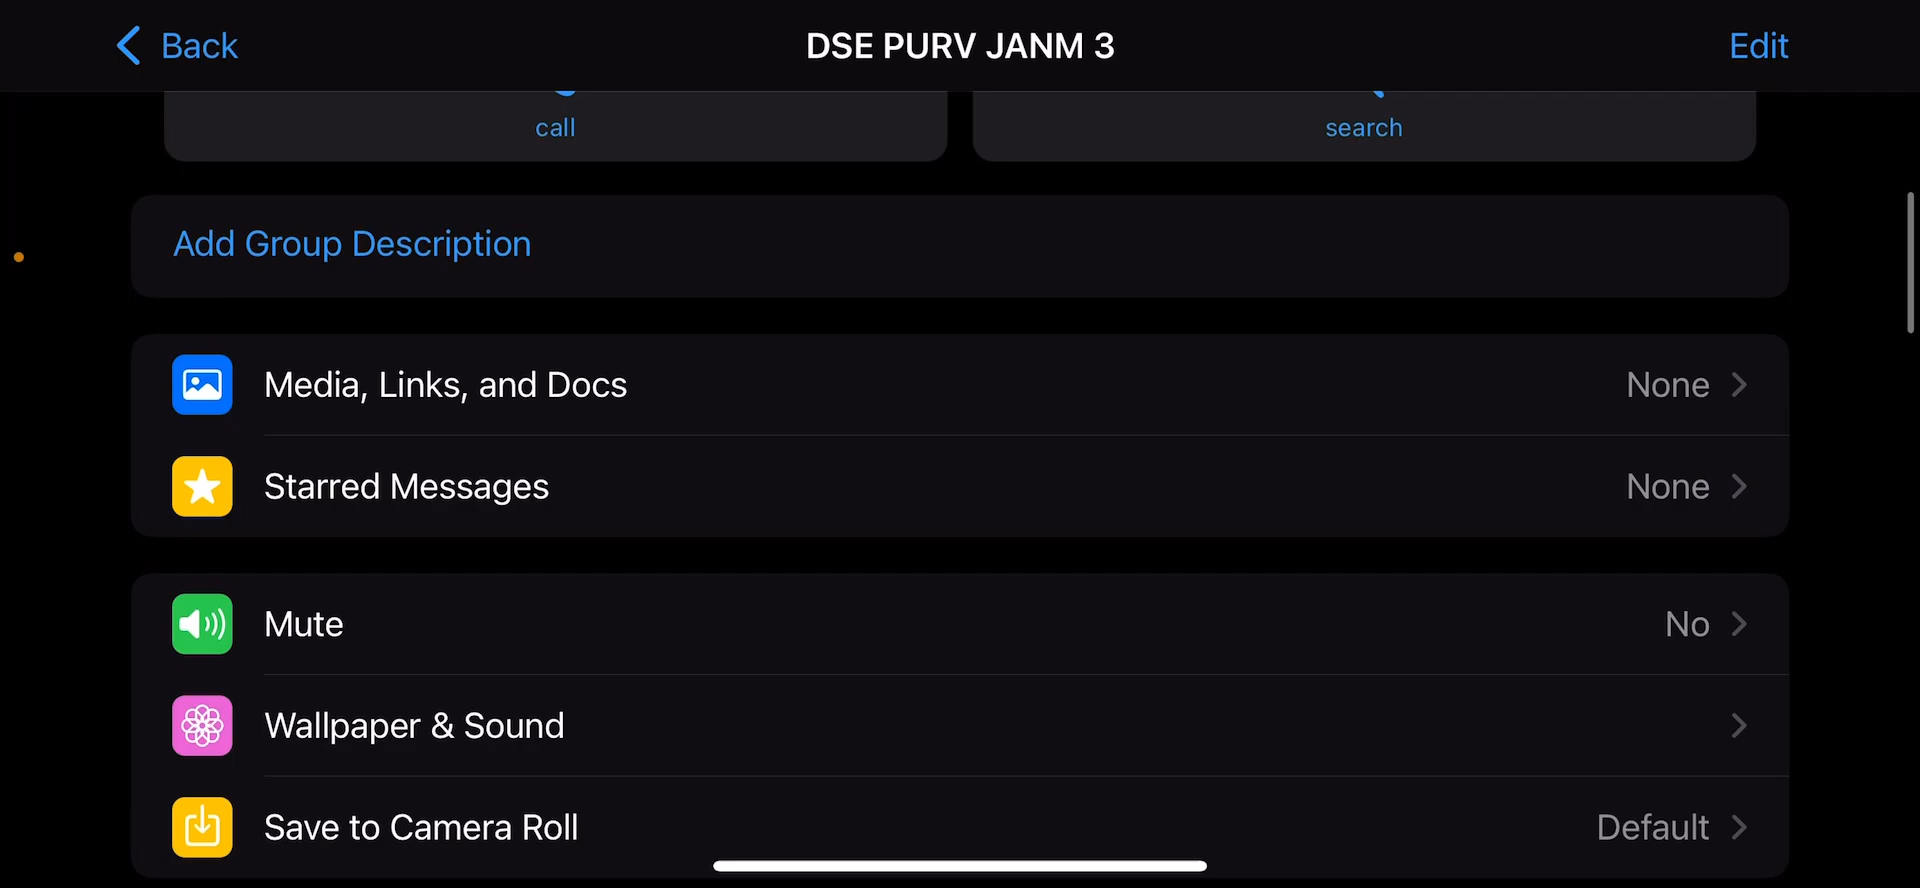 Back
DSE PURV JANM 3
Edit
call
search
Add Group Description
Media, Links, and Docs
None
Starred Messages
None
Mute
No
Wallpaper & Sound
Save to Camera Roll
Default